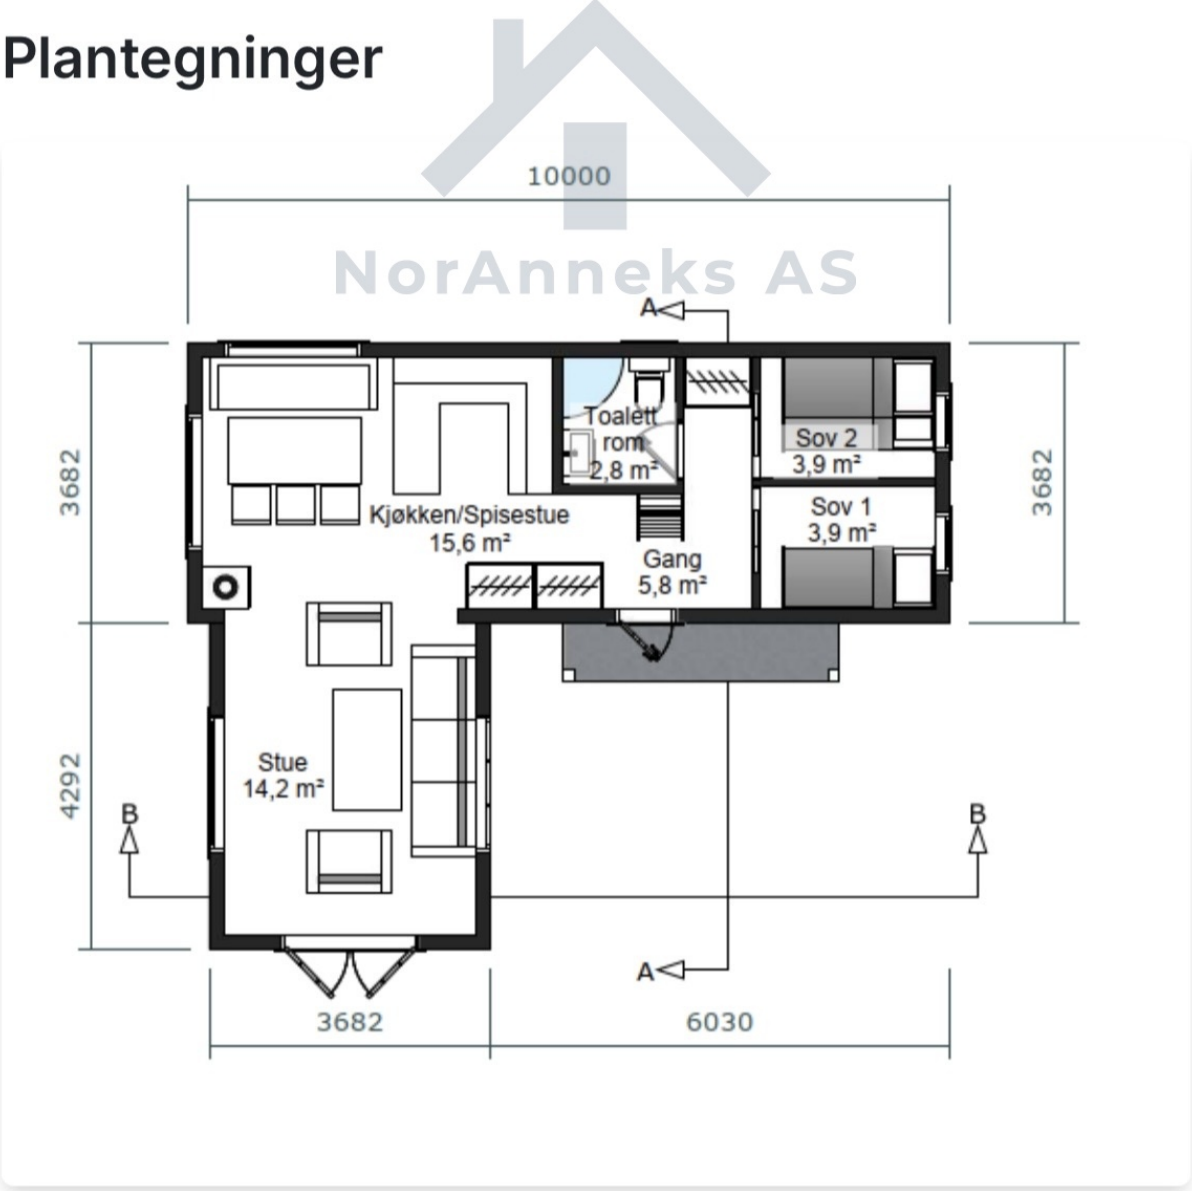 Plantegninger
10000
NorAnneks AS
A
3682
3682
Toalett
rom
2,8 m²
Sov 2
3,9 m²
Sov 1
3,9 m²
Kjøkken/Spisestue
15,6 m²
Gang
5,8 m²
Stue
14,2 m²
4292
B
B
A
3682
6030